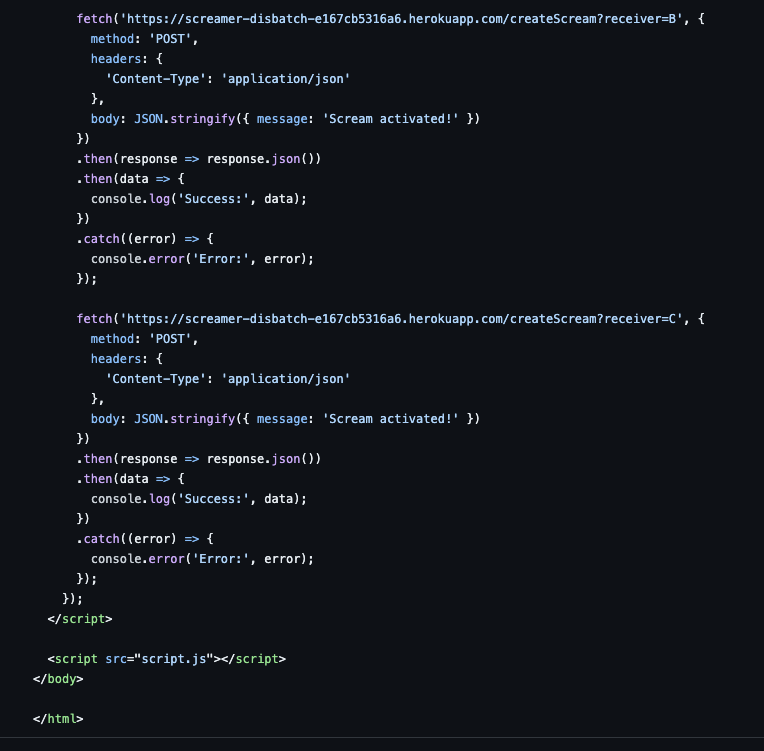 fetch('https://screamer-disbatch-e167cb5316a6.herokuapp.com/createScream?receiver=B', {
method: 'POST',
headers: {
'Content-Type': 'application/json'
},
body: JSON.stringify({ message: 'Scream activated!' })
})
.then(response => response.json())
.then(data => {
console.log('Success:', data);
})
.catch((error) => {
console.error('Error:', error);
});
fetch('https://screamer-disbatch-e167cb5316a6.herokuapp.com/createScream?receiver=C', {
method: 'POST',
headers: {
'Content-Type': 'application/json'
},
body: JSON.stringify({ message: 'Scream activated!' })
})
.then(response => response.json())
.then(data => {
console.log('Success:', data);
})
.catch((error) => {
console.error('Error:', error);
});
});
</script>
<script src="script.js"></script>
</body>
</html>